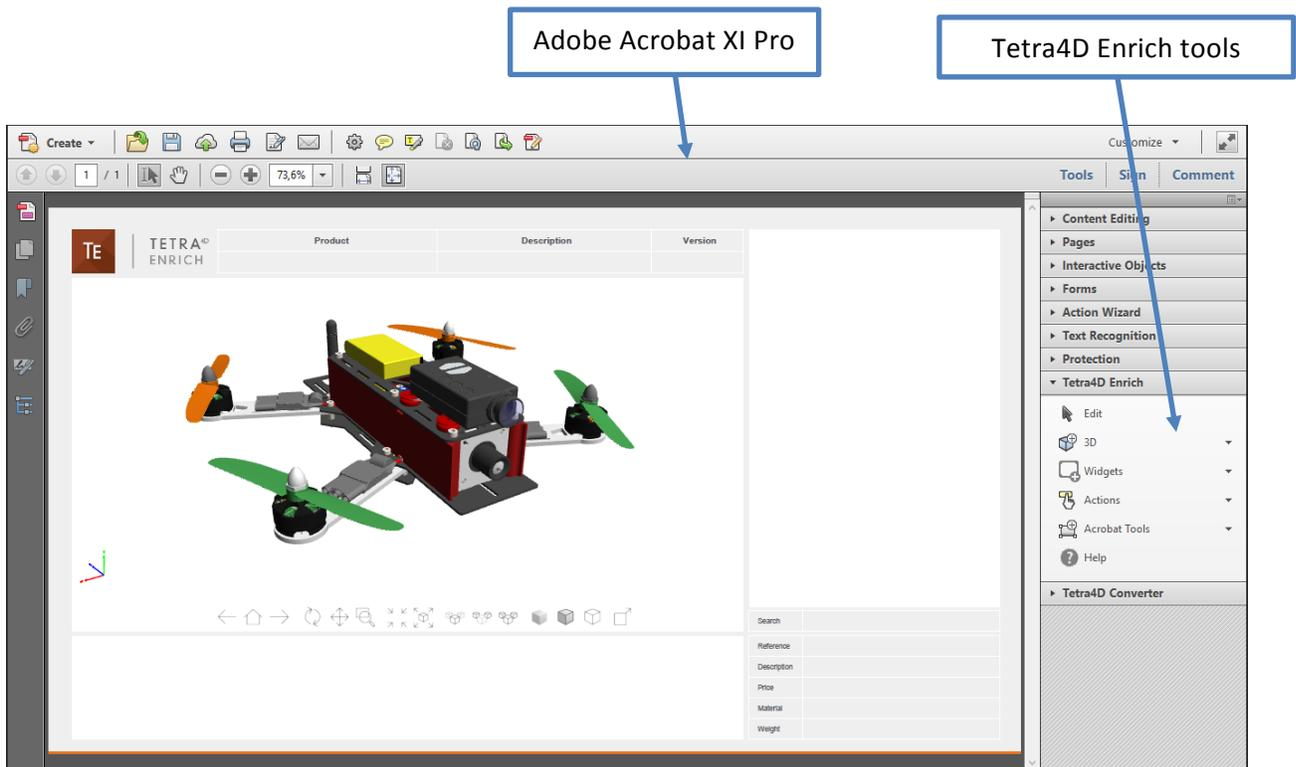 Adobe Acrobat XI Pro
Tetra4D Enrich tools
Create
Customize
1 / 1
73,6%
Tools
Sign
Comment
Content Editing
Pages
Interactive Objects
Forms
Action Wizard
Text Recognition
Protection
Tetra4D Enrich
Edit
3D
Widgets
Actions
Acrobat Tools
Help
Tetra4D Converter
TE
TETRA4D
ENRICH
Product
Description
Version
Search
Reference
Description
Price
Material
Weight